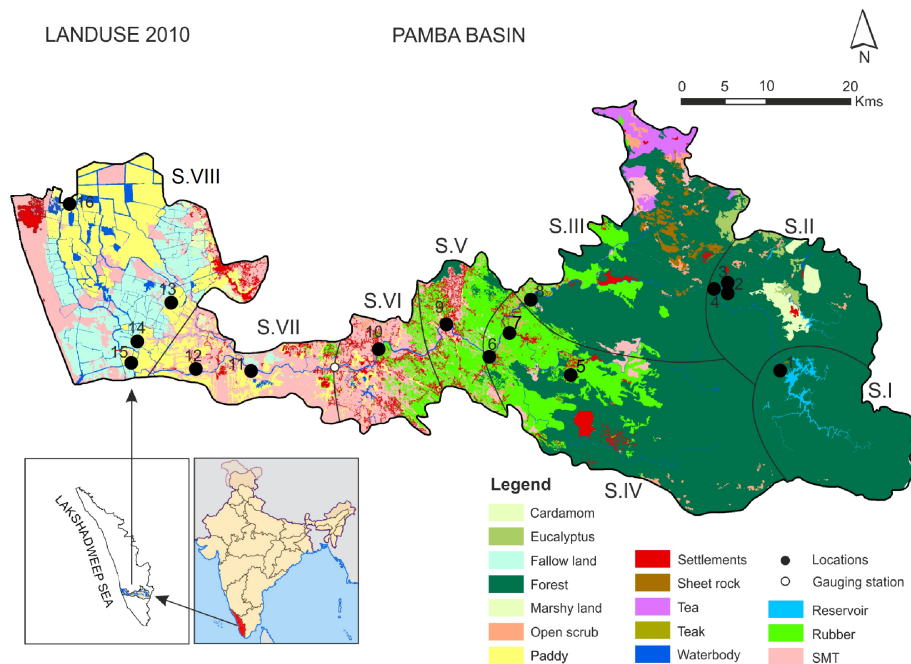 LANDUSE 2010
PAMBA BASIN
N
0 5 10 20
Kms
S.VIII
S.III
S.II
S.V
S.VI
S.VII
S.I
S.IV
16
13
14
15
12
11
10
9
8
7
6
5
3
2
4
1
LAKSHADWEEP SEA
Legend
Cardamom
Eucalyptus
Fallow land
Forest
Marshy land
Open scrub
Paddy
Settlements
Sheet rock
Tea
Teak
Waterbody
Locations
Gauging station
Reservoir
Rubber
SMT